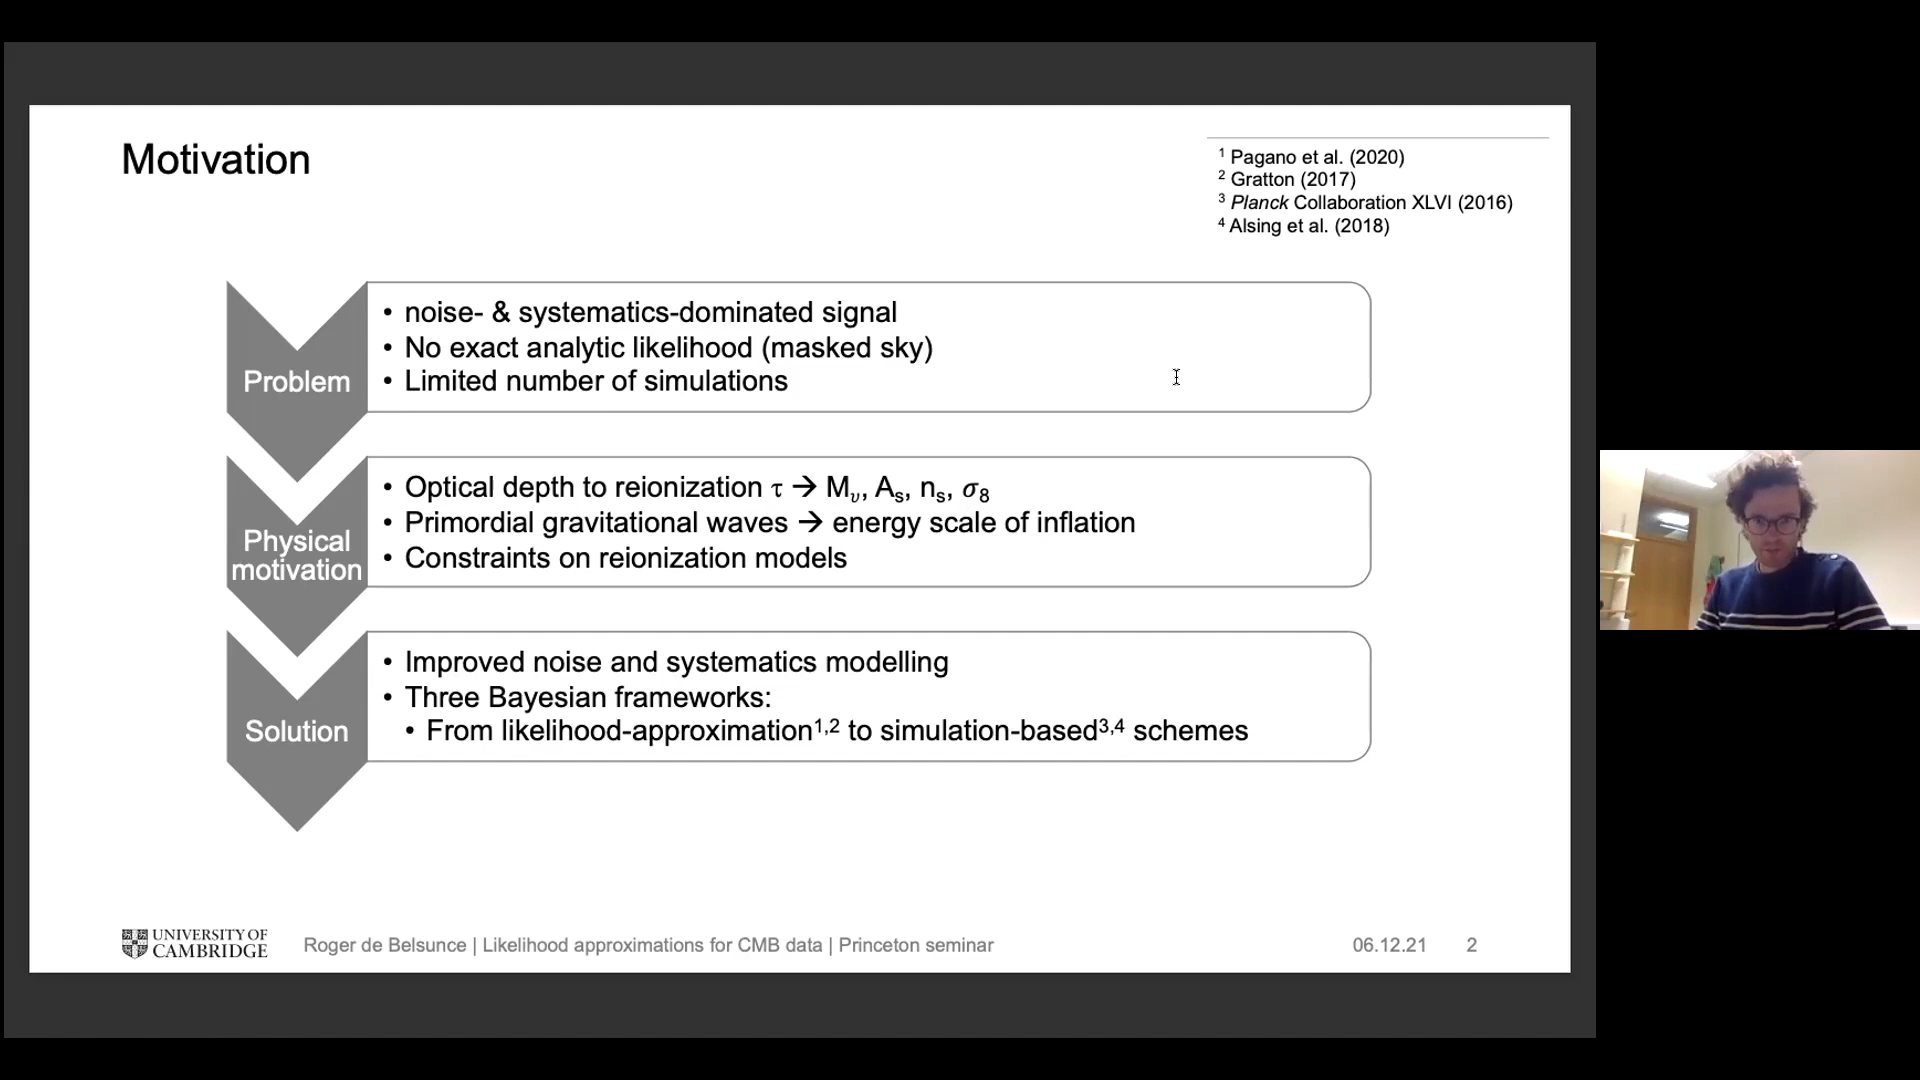 Motivation
¹ Pagano et al. (2020)
² Gratton (2017)
³ Planck Collaboration XLVI (2016)
⁴ Alsing et al. (2018)
Problem
• noise- & systematics-dominated signal
• No exact analytic likelihood (masked sky)
• Limited number of simulations
Physical
motivation
• Optical depth to reionization τ → Mᵥ, Aₛ, nₛ, σ₈
• Primordial gravitational waves → energy scale of inflation
• Constraints on reionization models
Solution
• Improved noise and systematics modelling
• Three Bayesian frameworks:
• From likelihood-approximation¹,² to simulation-based³,⁴ schemes
UNIVERSITY OF
CAMBRIDGE
Roger de Belsunce | Likelihood approximations for CMB data | Princeton seminar
06.12.21 2